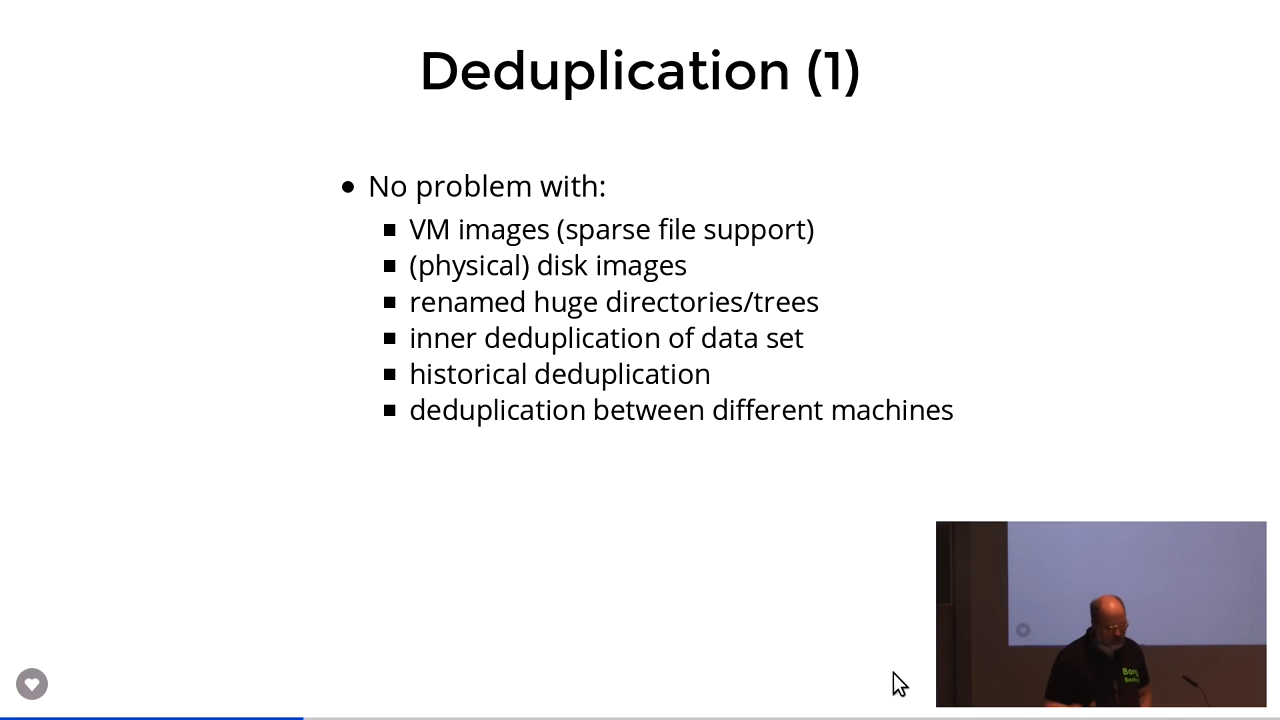 Deduplication (1)
No problem with:
VM images (sparse file support)
(physical) disk images
renamed huge directories/trees
inner deduplication of data set
historical deduplication
deduplication between different machines
Borg